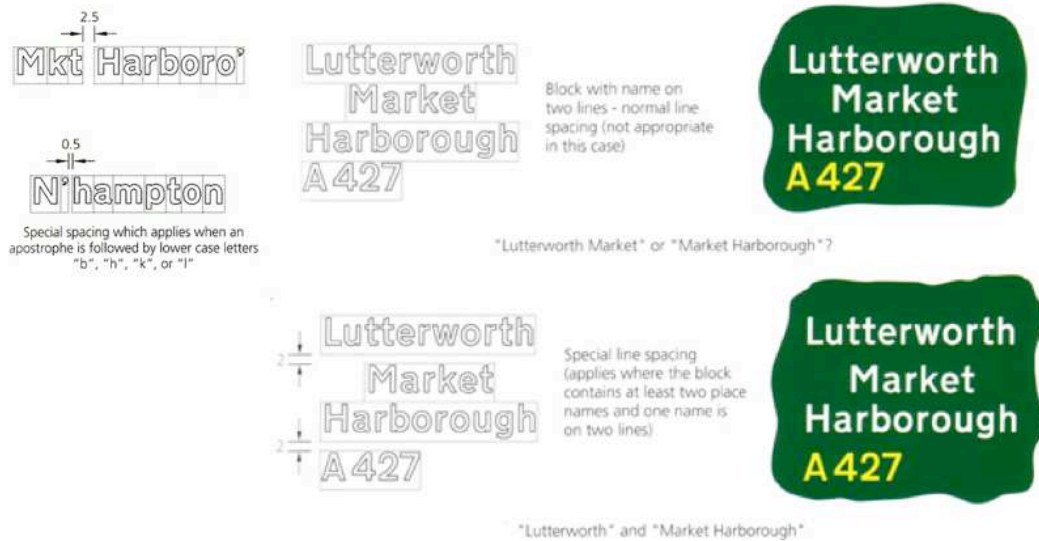 2.5
Mkt Harboro'
0.5
N'hampton
Special spacing which applies when an
apostrophe is followed by lower case letters
"b", "h", "k", or "l"
Lutterworth
Market
Harborough
A 427
Block with name on
two lines - normal line
spacing (not appropriate
in this case)
Lutterworth
Market
Harborough
A 427
"Lutterworth Market" or "Market Harborough"?
Lutterworth
2
Market
Harborough
2
A 427
Special line spacing
(applies where the block
contains at least two place
names and one name is
on two lines)
Lutterworth
Market
Harborough
A 427
"Lutterworth" and "Market Harborough"